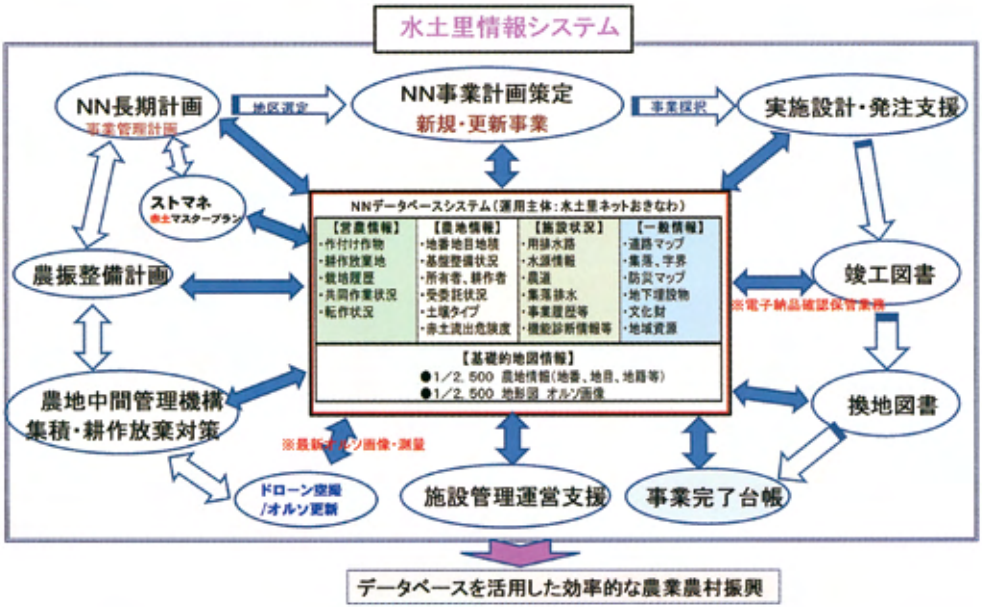 水土里情報システム
NN長期計画
事業管理計画
地区選定
NN事業計画策定
新規・更新事業
事業採択
実施設計・発注支援
ストマネ
赤土マスタープラン
NNデータベースシステム(運用主体:水土里ネットおきなわ)
【営農情報】
・作付け作物
・耕作放棄地
・栽培履歴
・共同作業状況
・転作状況
【農地情報】
・地番地目地積
・基盤整備状況
・所有者、耕作者
・受委託状況
・土壌タイプ
・赤土流出危険度
【施設状況】
・用排水路
・水源情報
・農道
・集落排水
・事業履歴等
・機能診断情報等
【一般情報】
・道路マップ
・集落、字界
・防災マップ
・地下埋設物
・文化財
・地域資源
【基礎的地図情報】
●1/2,500 農地情報(地番、地目、地籍等)
●1/2,500 地形図 オルソ画像
農振整備計画
竣工図書
※電子納品確認保管業務
農地中間管理機構
集積・耕作放棄対策
換地図書
※最新オルソ画像・測量
ドローン空撮
/オルソ更新
施設管理運営支援
事業完了台帳
データベースを活用した効率的な農業農村振興